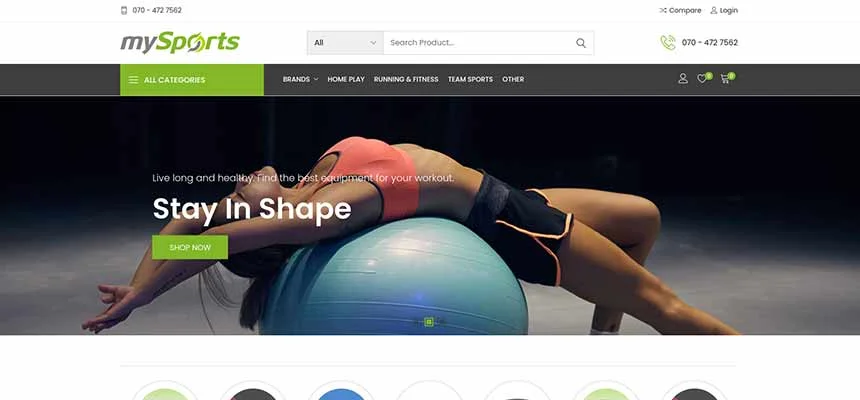 070 - 472 7562
Compare
Login
mySports
All
Search Product...
070 - 472 7562
ALL CATEGORIES
BRANDS
HOME PLAY
RUNNING & FITNESS
TEAM SPORTS
OTHER
0
0
Live long and healthy. Find the best equipment for your workout.
Stay In Shape
SHOP NOW